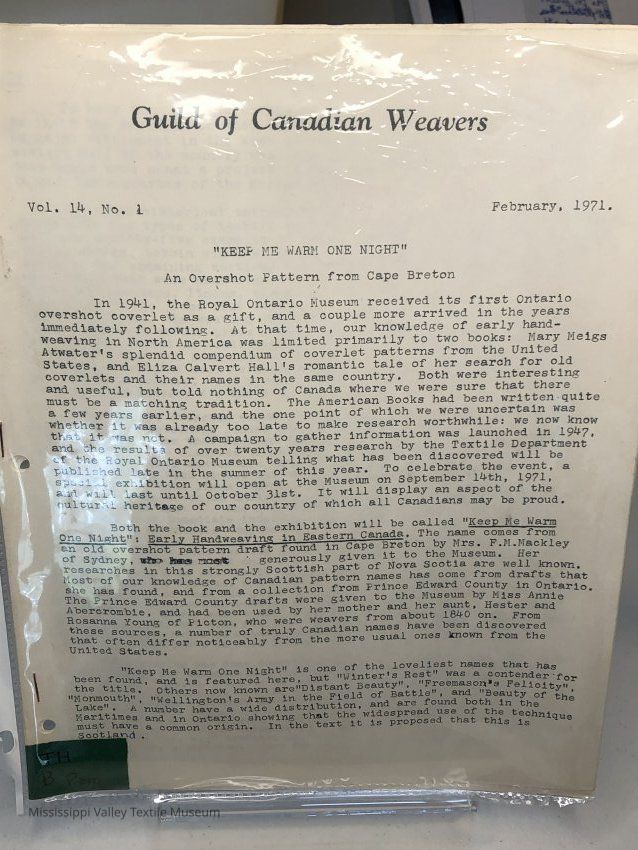 Guild of Canadian Weavers
Vol. 14, No. 1
February, 1971.
"KEEP ME WARM ONE NIGHT"
An Overshot Pattern from Cape Breton
In 1941, the Royal Ontario Museum received its first Ontario
overshot coverlet as a gift, and a couple more arrived in the years
immediately following. At that time, our knowledge of early hand-
weaving in North America was limited primarily to two books: Mary Meigs
Atwater's splendid compendium of coverlet patterns from the United
States, and Eliza Calvert Hall's romantic tale of her search for old
coverlets and their names in the same country. Both were interesting
and useful, but told nothing of Canada where we were sure that there
must be a matching tradition. The American Books had been written quite
a few years earlier, and the one point of which we were uncertain was
whether it was already too late to make research worthwhile: we now know
that it was not. A campaign to gather information was launched in 1947,
and the results of over twenty years research by the Textile Department
of the Royal Ontario Museum telling what has been discovered will be
published late in the summer of this year. To celebrate the event, a
special exhibition will open at the Museum on September 14th, 1971,
and will last until October 31st. It will display an aspect of the
cultural heritage of our country of which all Canadians may be proud.
Both the book and the exhibition will be called "Keep Me Warm
One Night": Early Handweaving in Eastern Canada. The name comes from
an old overshot pattern draft found in Cape Breton by Mrs. F.M.Mackley
of Sydney, who has most generously given it to the Museum. Her
researches in this strongly Scottish part of Nova Scotia are well known.
Most of our knowledge of Canadian pattern names has come from drafts that
she has found, and from a collection from Prince Edward County in Ontario.
The Prince Edward County drafts were given to the Museum by Miss Annie
Abercrombie, and had been used by her mother and her aunt, Hester and
Rosanna Young of Picton, who were weavers from about 1840 on. From
these sources, a number of truly Canadian names have been discovered
that often differ noticeably from the more usual ones known from the
United States.
"Keep Me Warm One Night" is one of the loveliest names that has
been found, and is featured here, but "Winter's Rest" was a contender for
the title. Others now known are"Distant Beauty", "Freemason's Felicity",
"Monmouth", "Wellington's Army in the Field of Battle", and "Beauty of the
Lake". A number have a wide distribution, and are found both in the
Maritimes and in Ontario showing that the widespread use of the technique
must have a common origin. In the text it is proposed that this is
Scotland.
Mississippi Valley Textile Museum